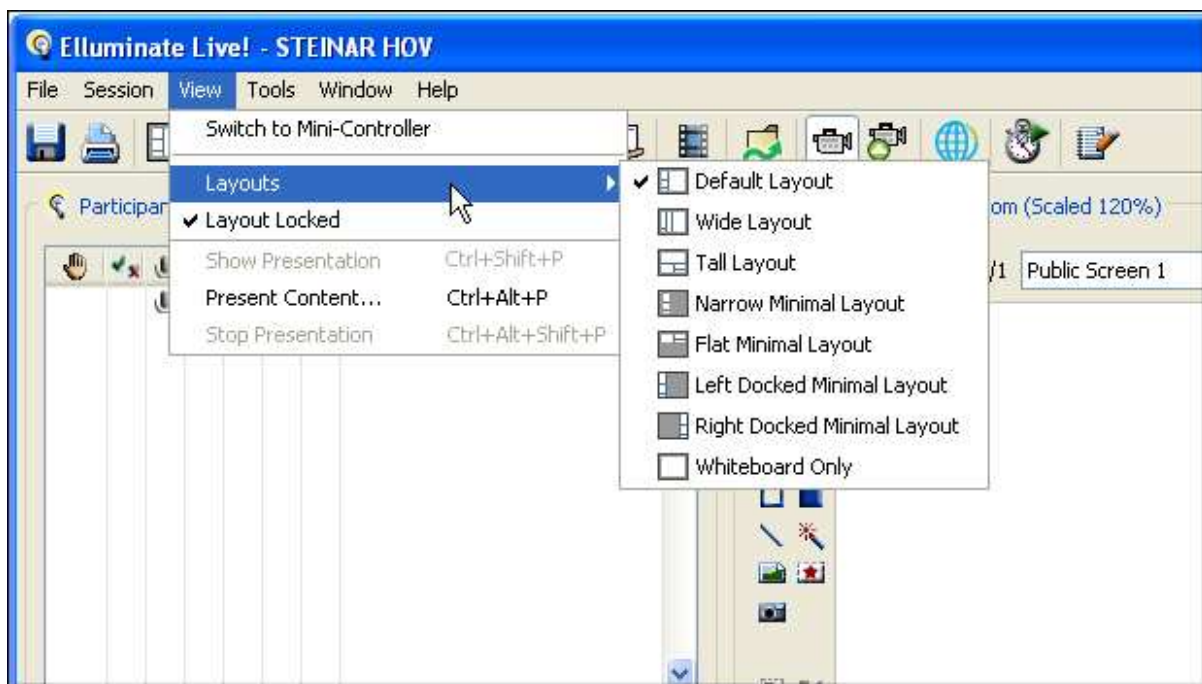 Elluminate Live! - STEINAR HOV
File Session View Tools Window Help
Switch to Mini-Controller
Layouts
Layout Locked
Show Presentation Ctrl+Shift+P
Present Content... Ctrl+Alt+P
Stop Presentation Ctrl+Alt+Shift+P
Default Layout
Wide Layout
Tall Layout
Narrow Minimal Layout
Flat Minimal Layout
Left Docked Minimal Layout
Right Docked Minimal Layout
Whiteboard Only
(Scaled 120%)
/1 Public Screen 1